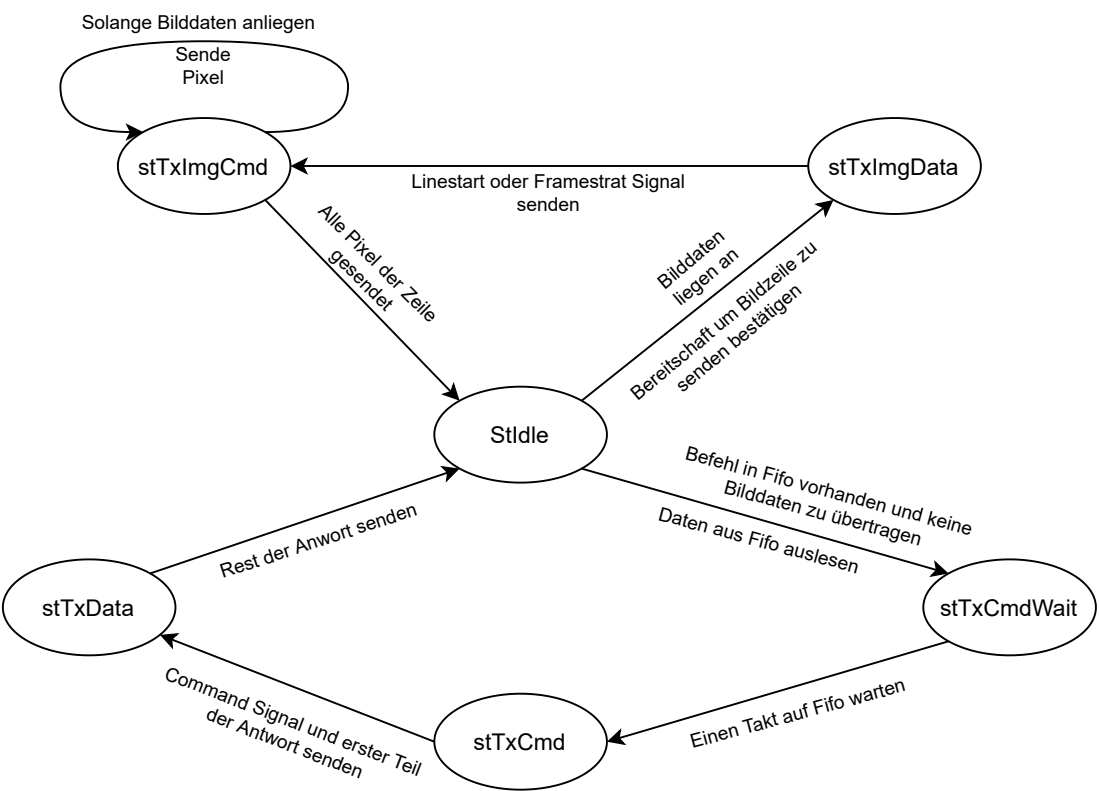 Solange Bilddaten anliegen
Sende
Pixel
stTxImgCmd
stTxImgData
Linestart oder Framestrat Signal
senden
Alle Pixel der Zeile
gesendet
Bilddaten
liegen an
Bereitschaft um Bildzeile zu
senden bestätigen
StIdle
Befehl in Fifo vorhanden und keine
Bilddaten zu übertragen
Daten aus Fifo auslesen
Rest der Anwort senden
stTxData
stTxCmdWait
Command Signal und erster Teil
der Antwort senden
stTxCmd
Einen Takt auf Fifo warten